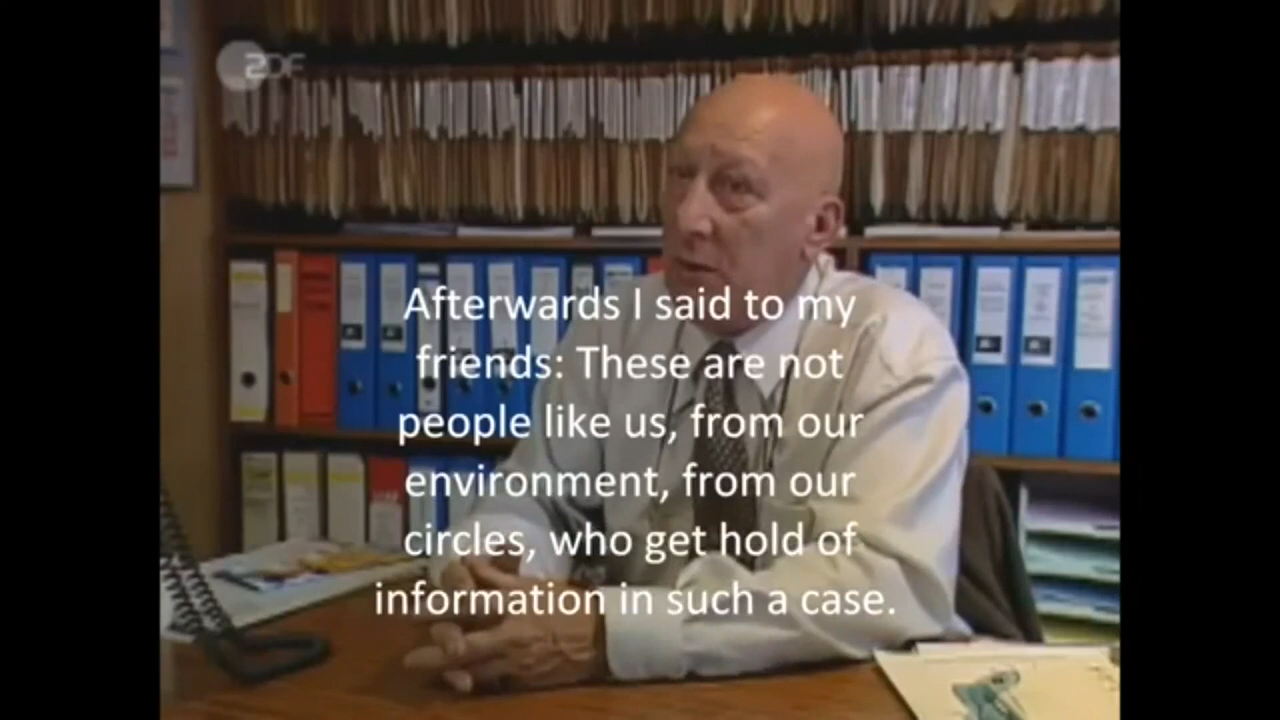 ZDF
Afterwards I said to my
friends: These are not
people like us, from our
environment, from our
circles, who get hold of
information in such a case.